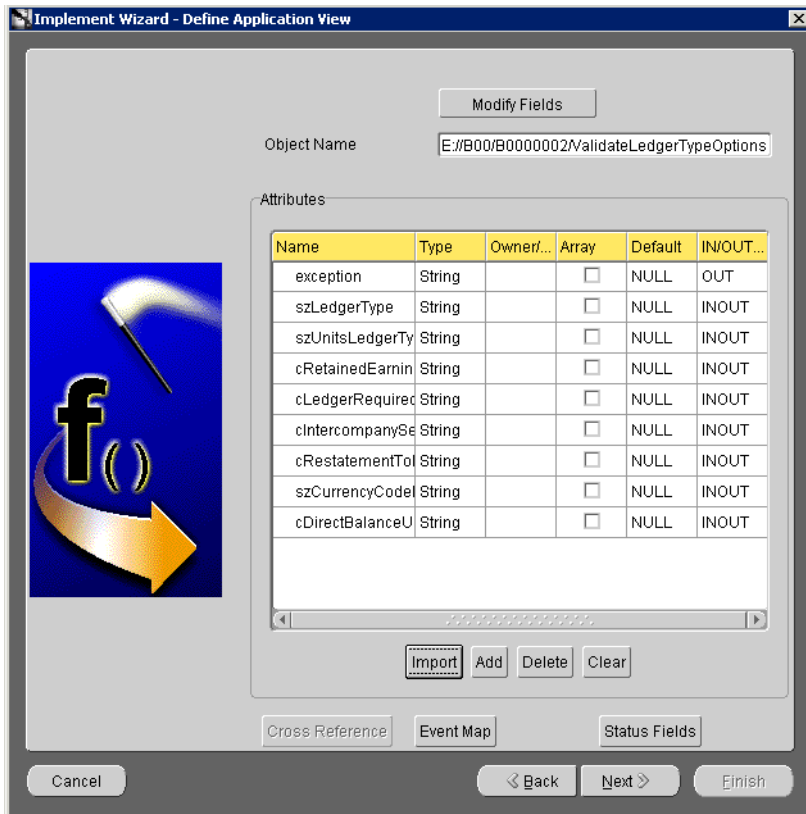 Implement Wizard - Define Application View
Modify Fields
Object Name E://B00/B0000002/ValidateLedgerTypeOptions
Attributes
Name Type Owner/... Array Default IN/OUT...
exception String NULL OUT
szLedgerType String NULL INOUT
szUnitsLedgerTy String NULL INOUT
cRetainedEarnin String NULL INOUT
cLedgerRequired String NULL INOUT
cIntercompanySe String NULL INOUT
cRestatementTol String NULL INOUT
szCurrencyCodeI String NULL INOUT
cDirectBalanceU String NULL INOUT
f()
Import Add Delete Clear
Cross Reference Event Map Status Fields
Cancel Back Next Finish